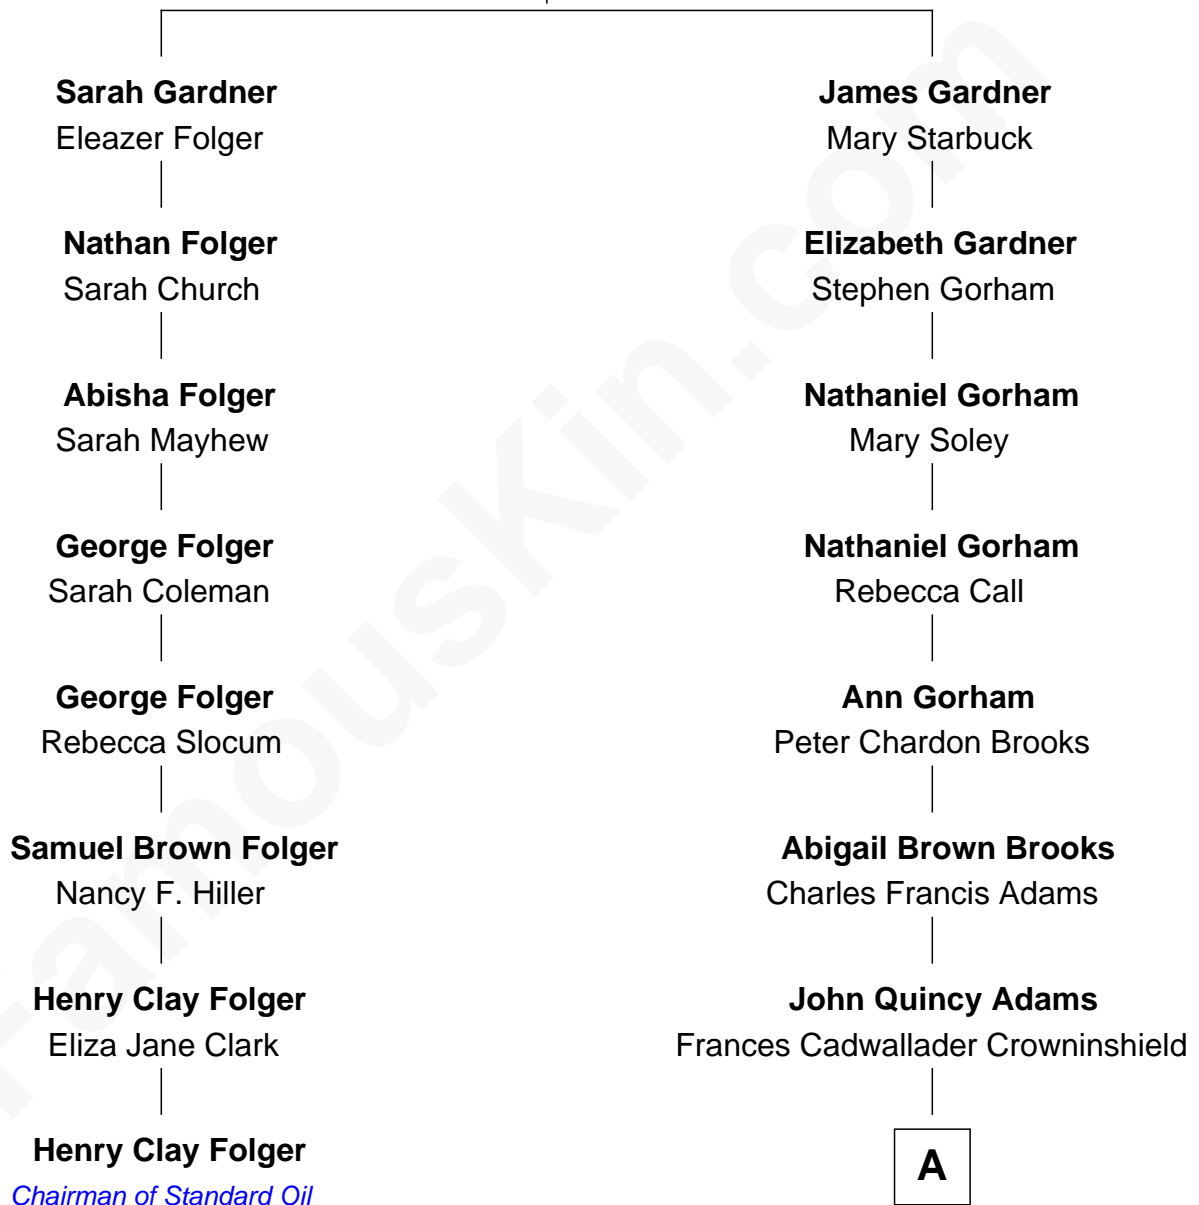 Sarah Gardner
Eleazer Folger
Nathan Folger
Sarah Church
Abisha Folger
Sarah Mayhew
George Folger
Sarah Coleman
George Folger
Rebecca Slocum
Samuel Brown Folger
Nancy F. Hiller
Henry Clay Folger
Eliza Jane Clark
Henry Clay Folger
Chairman of Standard Oil
James Gardner
Mary Starbuck
Elizabeth Gardner
Stephen Gorham
Nathaniel Gorham
Mary Soley
Nathaniel Gorham
Rebecca Call
Ann Gorham
Peter Chardon Brooks
Abigail Brown Brooks
Charles Francis Adams
John Quincy Adams
Frances Cadwallader Crowninshield
A
FamousKin.com